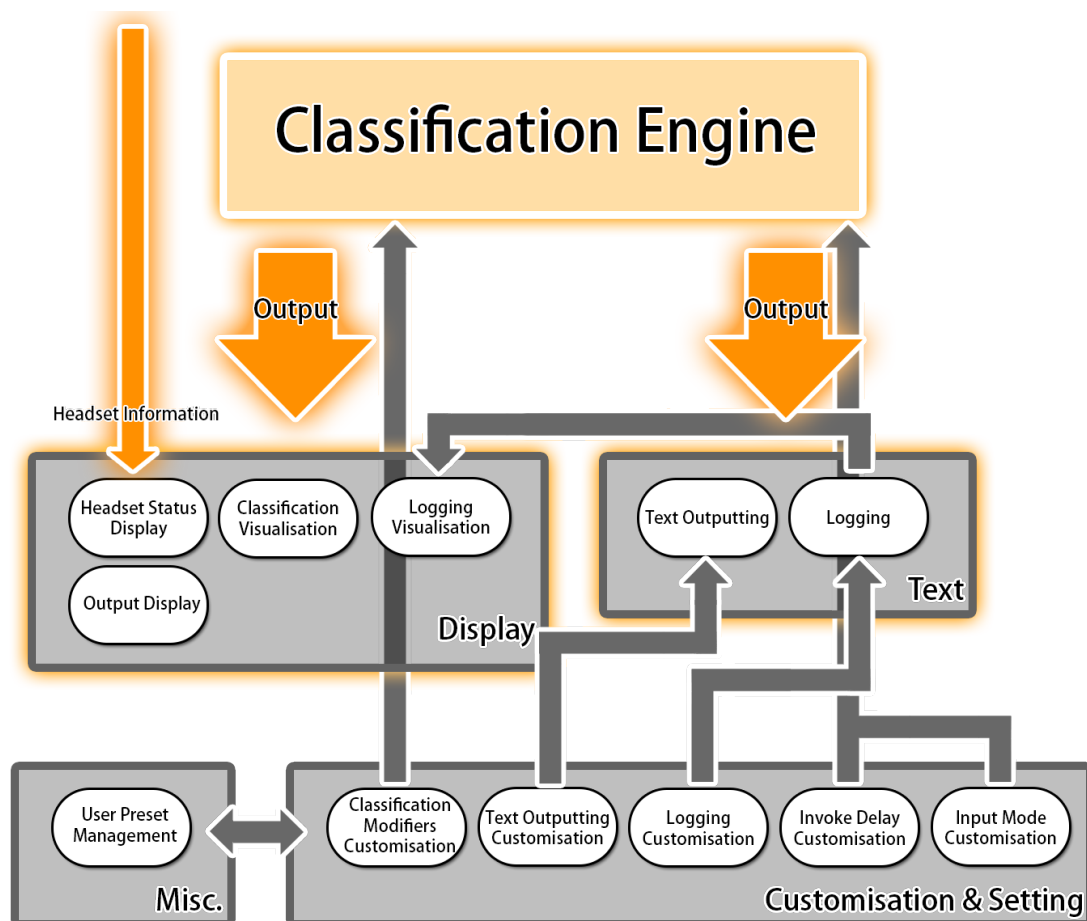 Classification Engine
Output
Output
Headset Information
Headset Status
Display
Classification
Visualisation
Logging
Visualisation
Output Display
Display
Text Outputting
Logging
Text
User Preset
Management
Misc.
Classification
Modifiers
Customisation
Text Outputting
Customisation
Logging
Customisation
Invoke Delay
Customisation
Input Mode
Customisation
Customisation & Setting